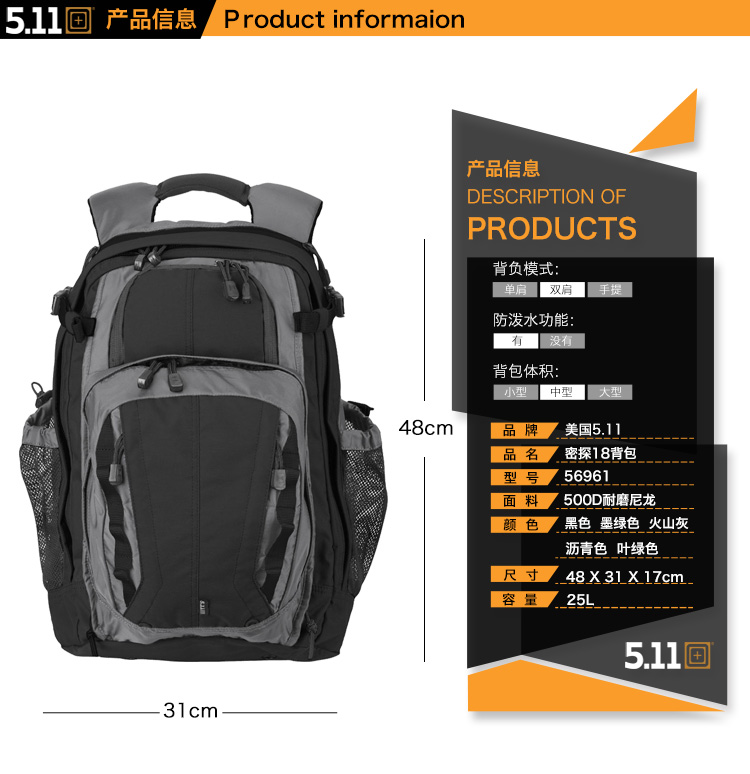 5.11 产品信息 Product informaion
产品信息
DESCRIPTION OF
PRODUCTS
背负模式:
单肩 双肩 手提
防泼水功能:
有 没有
背包体积:
小型 中型 大型
品 牌 美国5.11
品 名 密探18背包
型 号 56961
面 料 500D耐磨尼龙
颜 色 黑色 墨绿色 火山灰
沥青色 叶绿色
尺 寸 48 X 31 X 17cm
容 量 25L
5.11
48cm
31cm